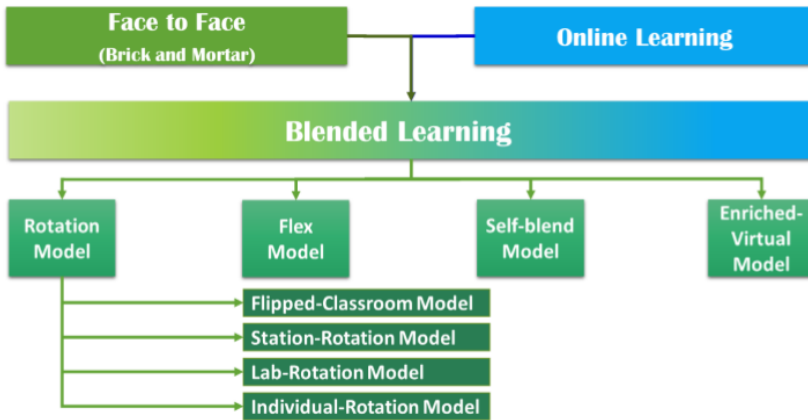 Face to Face
(Brick and Mortar)
Online Learning
Blended Learning
Rotation
Model
Flex
Model
Self-blend
Model
Enriched-
Virtual
Model
Flipped-Classroom Model
Station-Rotation Model
Lab-Rotation Model
Individual-Rotation Model